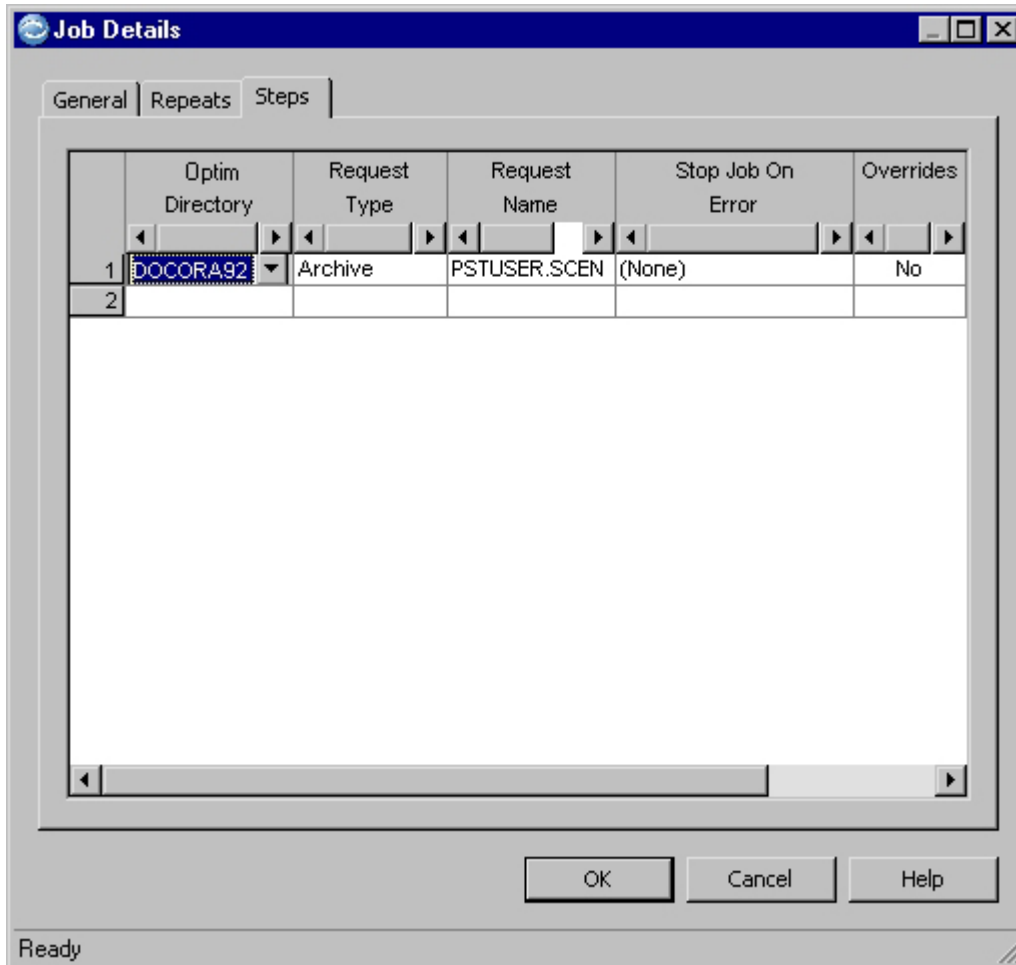 Job Details
General Repeats Steps
Optim Directory Request Type Request Name Stop Job On Error Overrides
1 DOCORA92 Archive PSTUSER.SCEN (None) No
2
OK Cancel Help
Ready